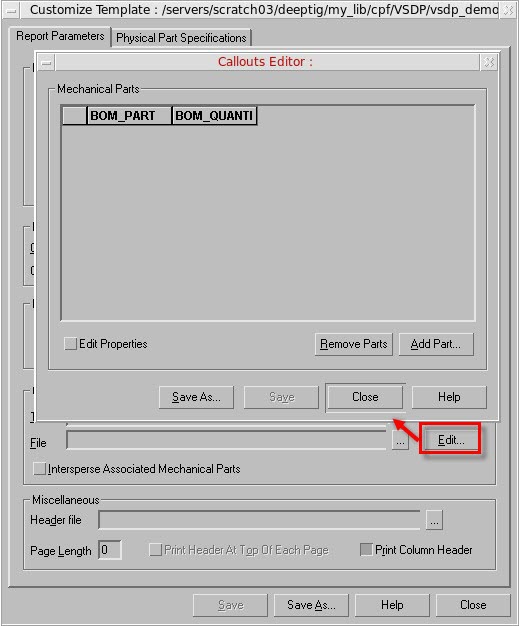 Customize Template : /servers/scratch03/deeptig/my_lib/cpf/VSDP/vsdp_demo
Report Parameters Physical Part Specifications
Callouts Editor :
Mechanical Parts
BOM_PART BOM_QUANTI
Edit Properties Remove Parts Add Part...
Save As... Save Close Help
File ... Edit...
Intersperse Associated Mechanical Parts
Miscellaneous
Header file ...
Page Length 0 Print Header At Top Of Each Page Print Column Header
Save Save As... Help Close